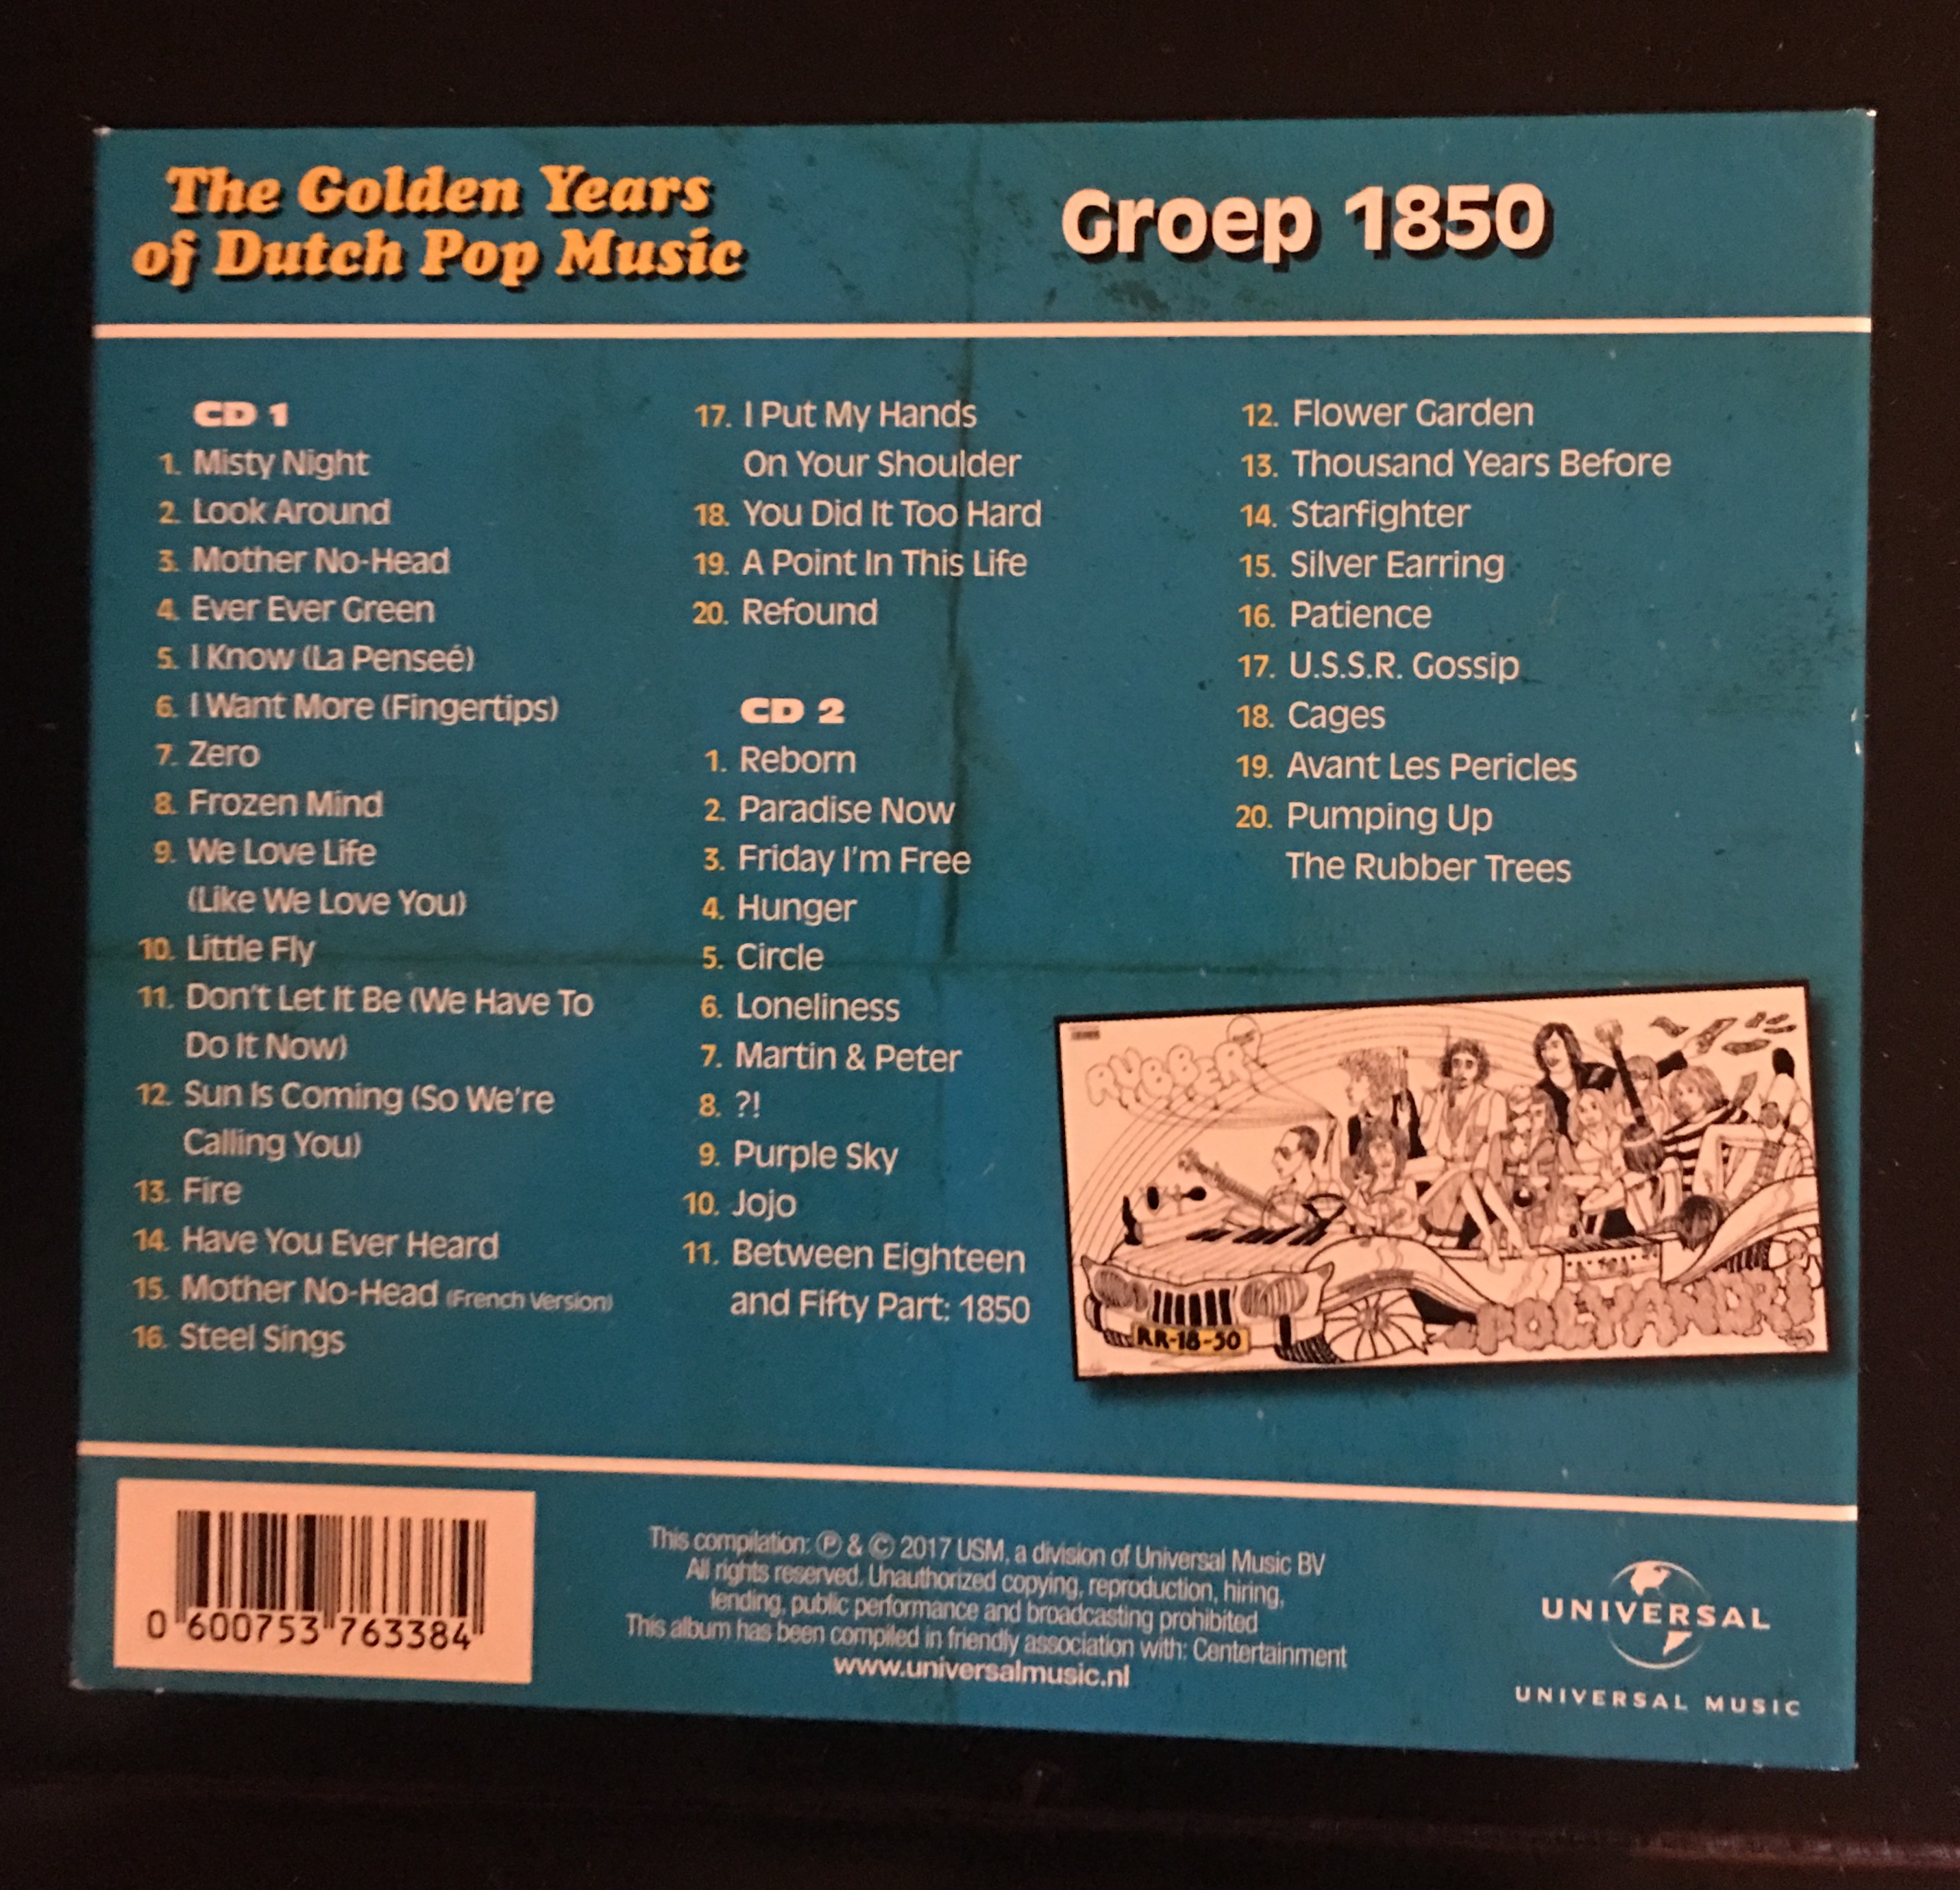 The Golden Years
of Dutch Pop Music
Groep 1850
CD 1
1. Misty Night
2. Look Around
3. Mother No-Head
4. Ever Ever Green
5. I Know (La Penseé)
6. I Want More (Fingertips)
7. Zero
8. Frozen Mind
9. We Love Life
(Like We Love You)
10. Little Fly
11. Don't Let It Be (We Have To
Do It Now)
12. Sun Is Coming (So We're
Calling You)
13. Fire
14. Have You Ever Heard
15. Mother No-Head (French Version)
16. Steel Sings
17. I Put My Hands
On Your Shoulder
18. You Did It Too Hard
19. A Point In This Life
20. Refound
CD 2
1. Reborn
2. Paradise Now
3. Friday I'm Free
4. Hunger
5. Circle
6. Loneliness
7. Martin & Peter
8. ?!
9. Purple Sky
10. Jojo
11. Between Eighteen
and Fifty Part: 1850
12. Flower Garden
13. Thousand Years Before
14. Starfighter
15. Silver Earring
16. Patience
17. U.S.S.R. Gossip
18. Cages
19. Avant Les Pericles
20. Pumping Up
The Rubber Trees
RUBBER
RR-18-50
POLYANDRI
0 600753 763384
This compilation: ℗ & © 2017 USM, a division of Universal Music BV
All rights reserved. Unauthorized copying, reproduction, hiring,
lending, public performance and broadcasting prohibited
This album has been compiled in friendly association with: Centertainment
www.universalmusic.nl
UNIVERSAL
UNIVERSAL MUSIC